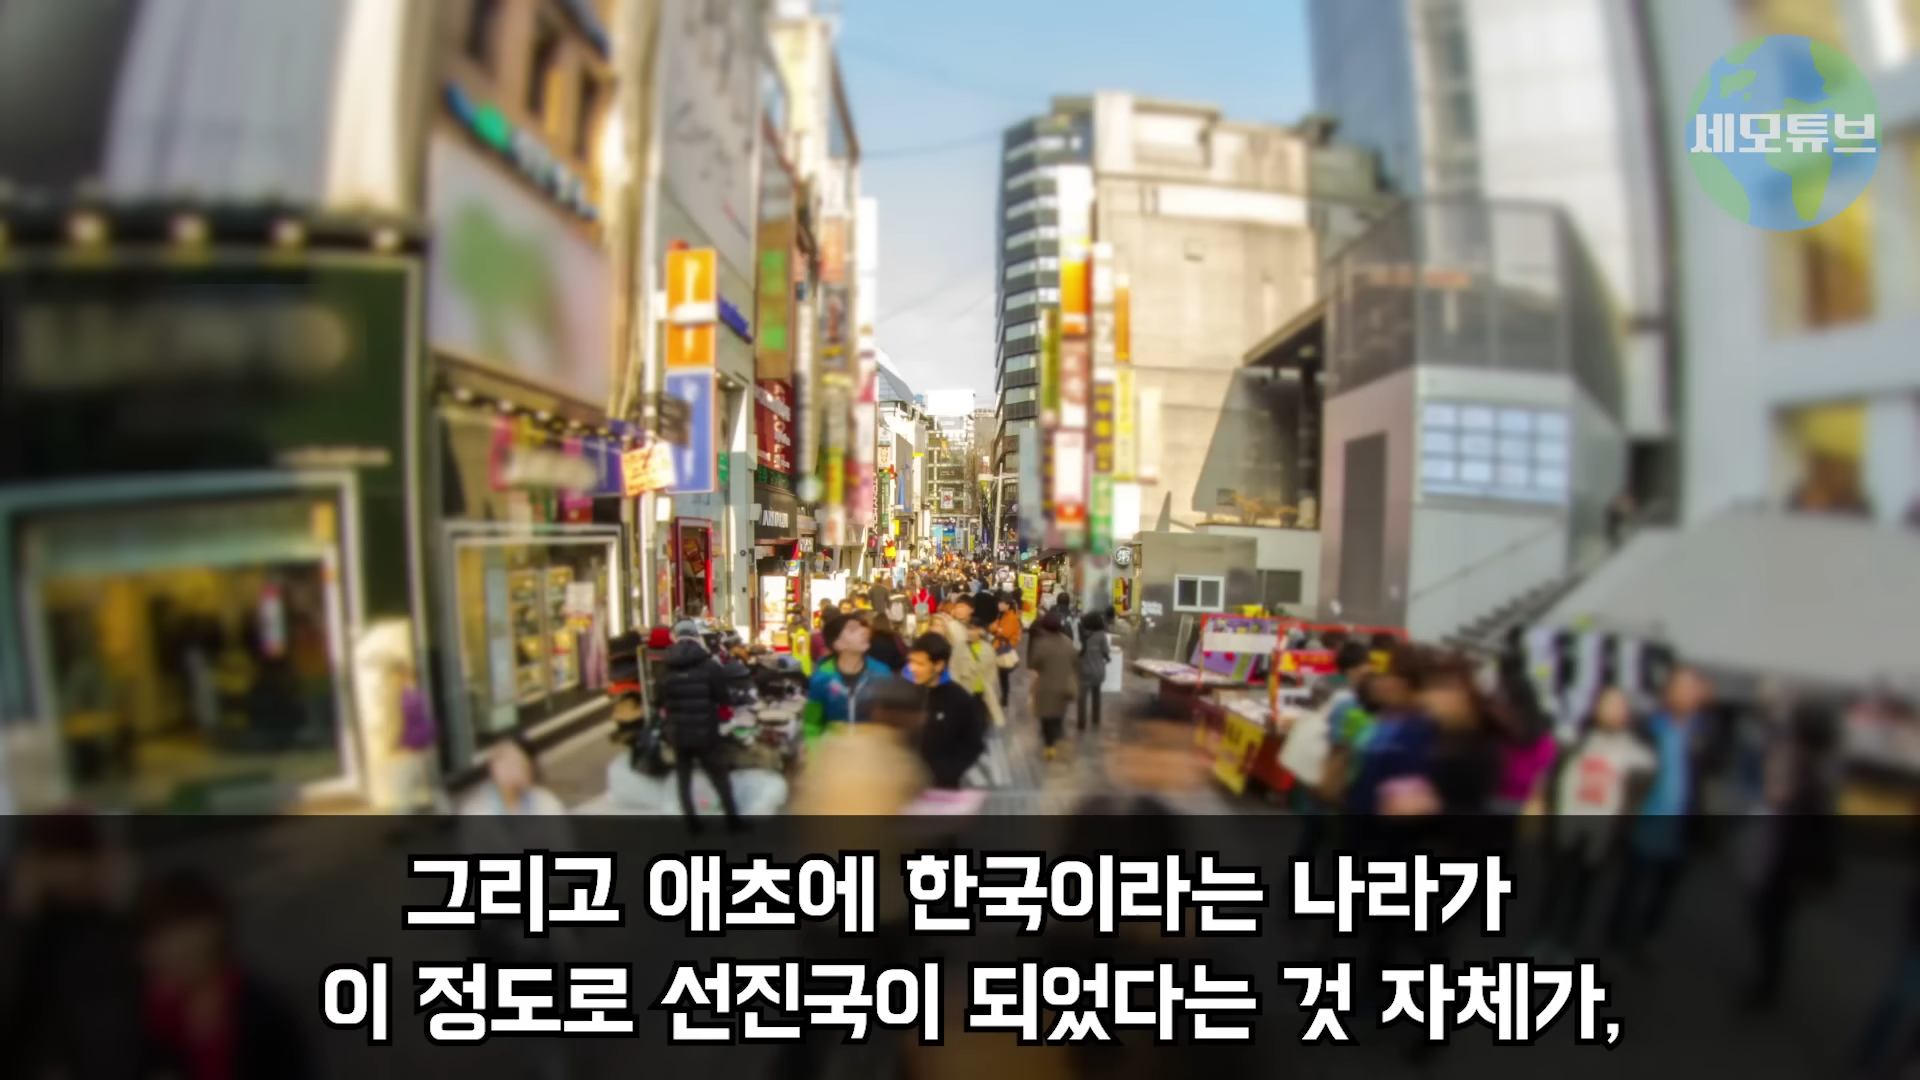 세모튜브
그리고 애초에 한국이라는 나라가
이 정도로 선진국이 되었다는 것 자체가,